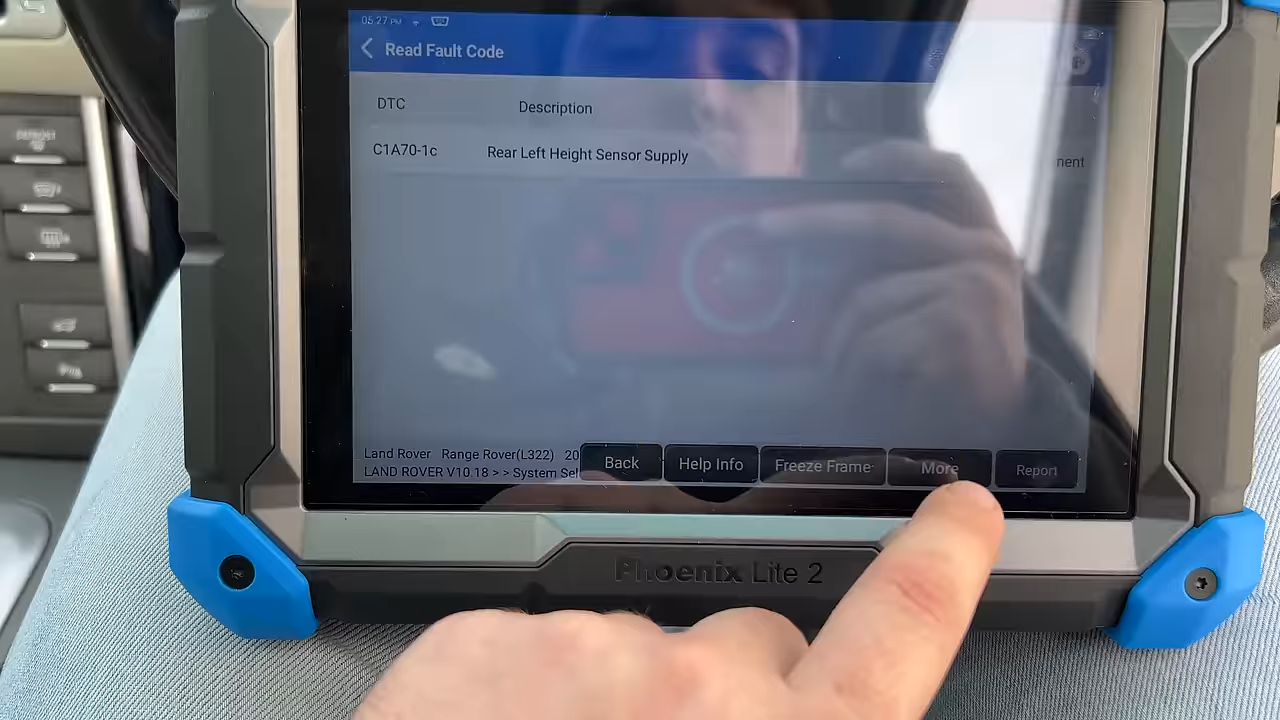 05:27 PM
Read Fault Code
DTC Description
C1A70-1c Rear Left Height Sensor Supply
nent
Land Rover Range Rover(L322) 20
LAND ROVER V10.18 > > System Sel
Back Help Info Freeze Frame More Report
Phoenix Lite 2